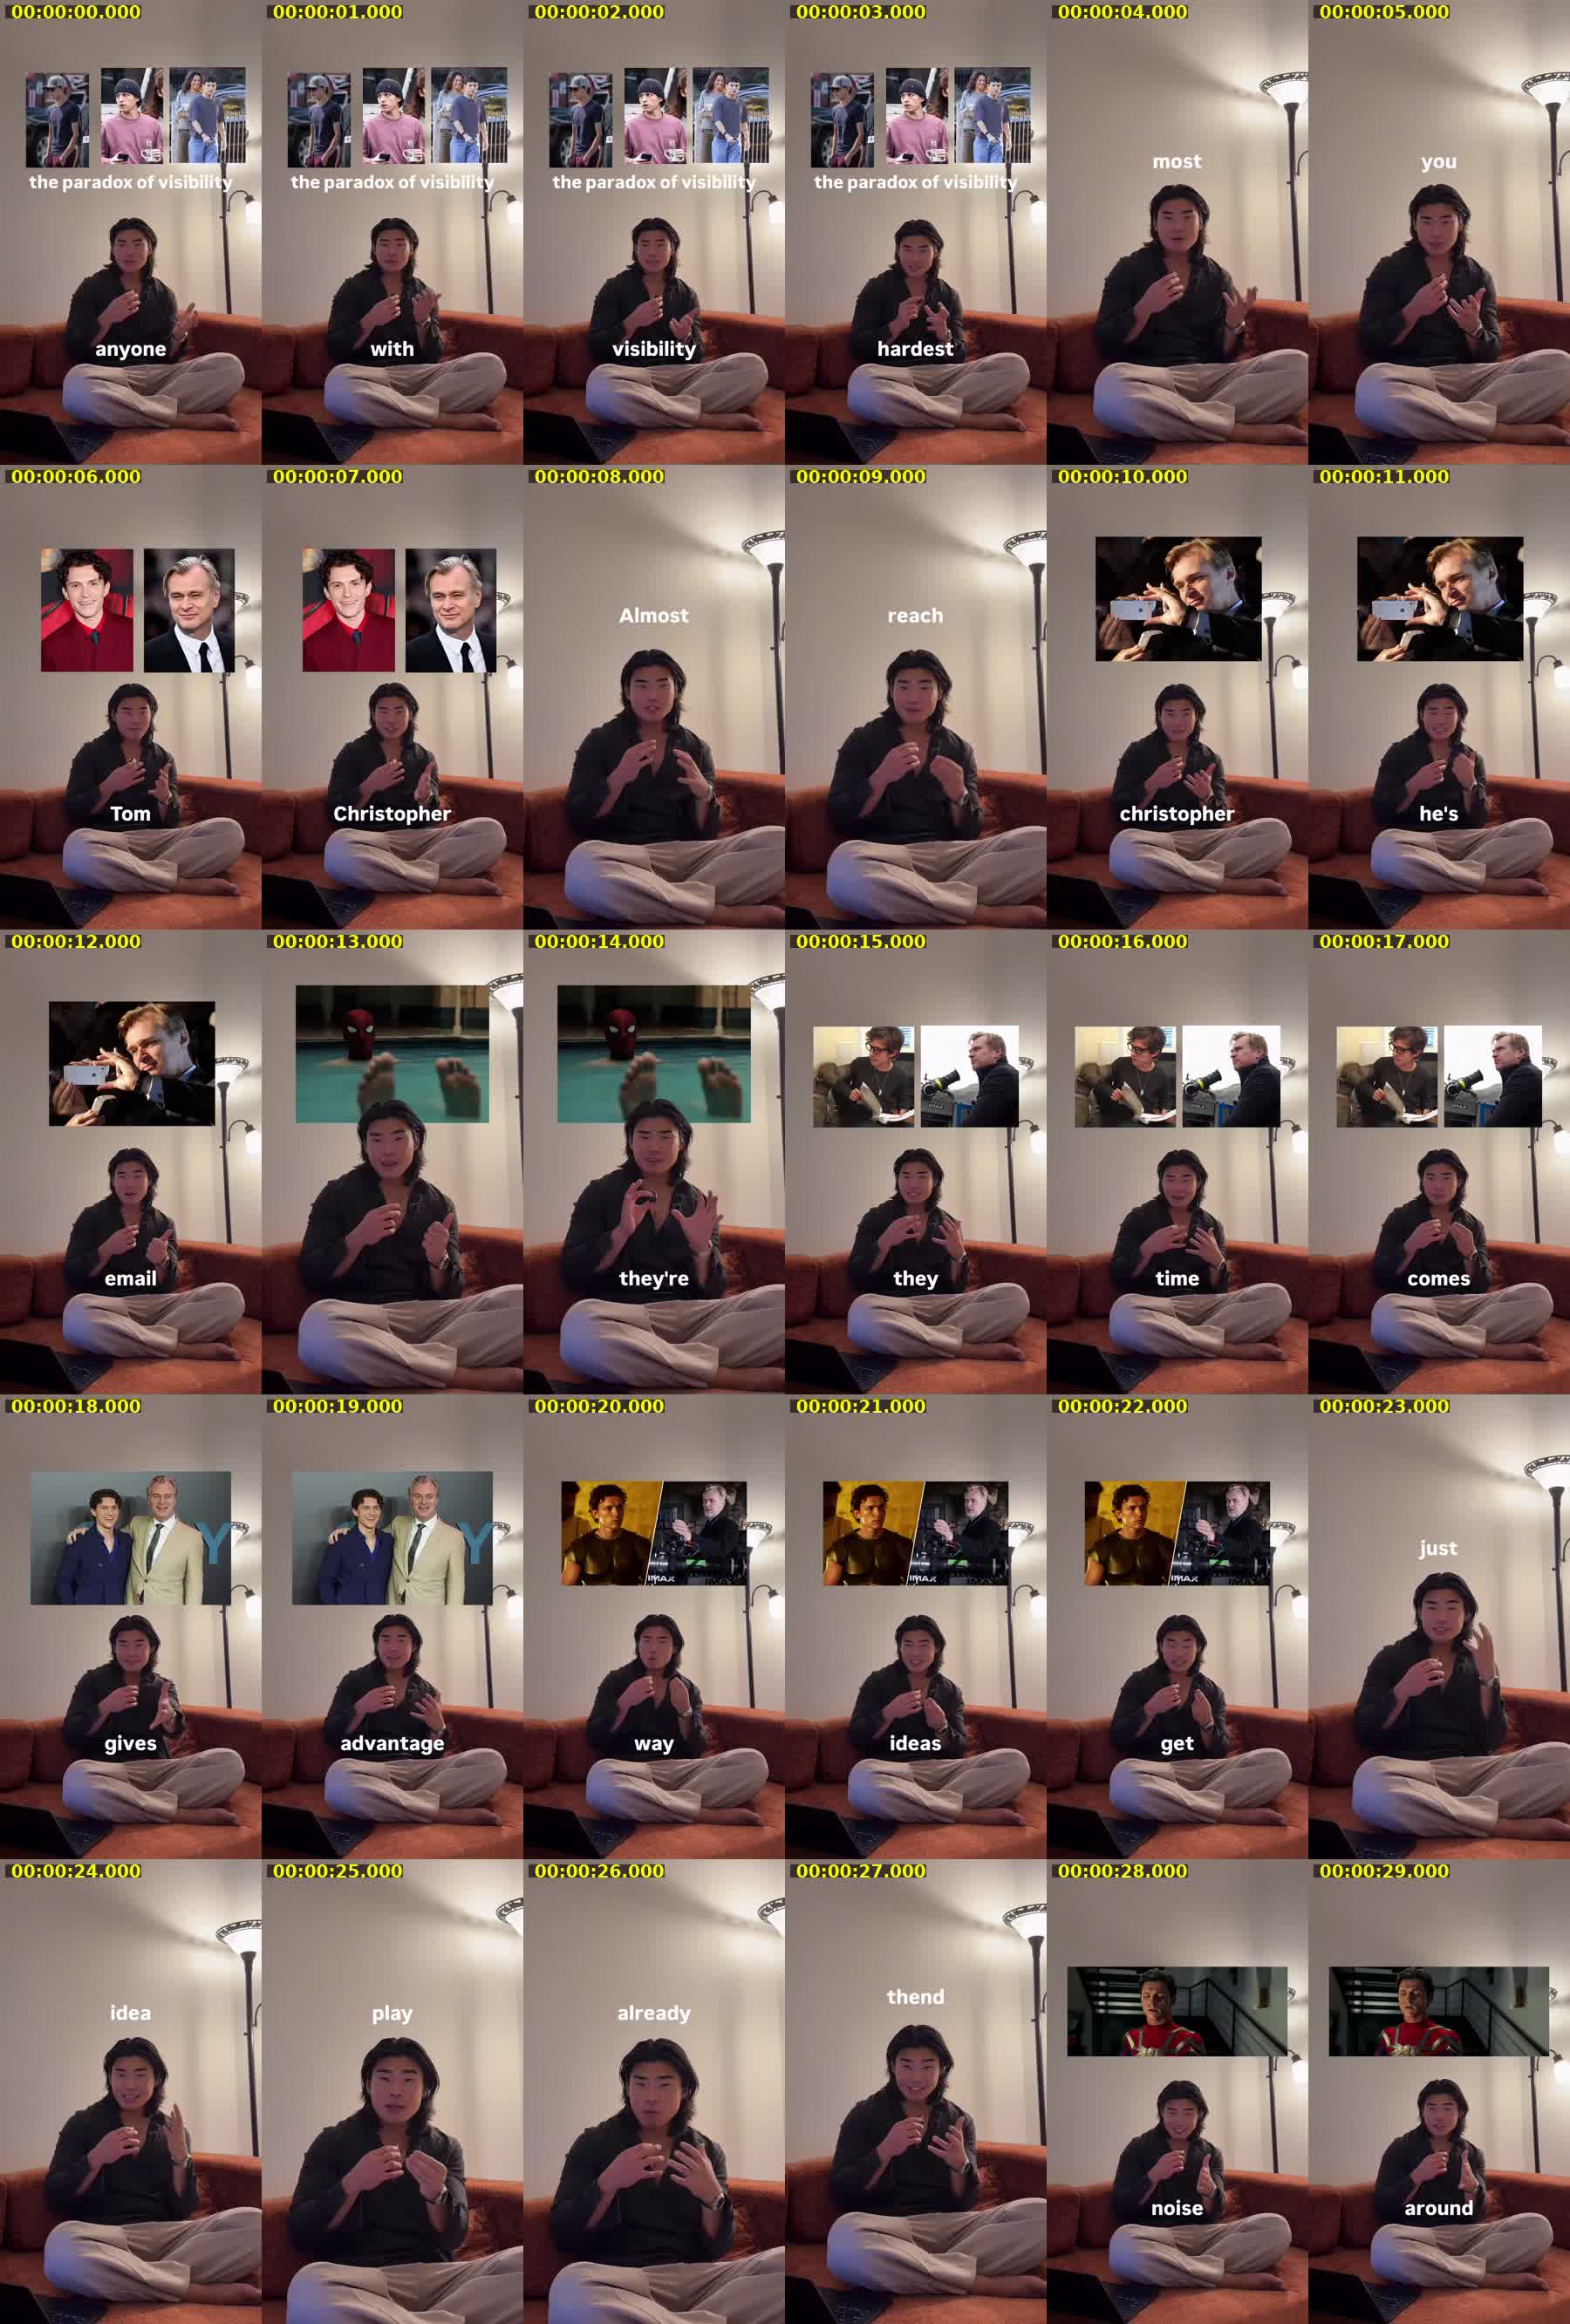 00:00:00.000
00:00:01.000
00:00:02.000
00:00:03.000
00:00:04.000
00:00:05.000
the paradox of visibility
the paradox of visibility
the paradox of visibility
the paradox of visibility
most
you
anyone
with
visibility
hardest
00:00:06.000
00:00:07.000
00:00:08.000
00:00:09.000
00:00:10.000
00:00:11.000
Almost
reach
Tom
Christopher
christopher
he's
00:00:12.000
00:00:13.000
00:00:14.000
00:00:15.000
00:00:16.000
00:00:17.000
email
they're
they
time
comes
00:00:18.000
00:00:19.000
00:00:20.000
00:00:21.000
00:00:22.000
00:00:23.000
Y
Y
IMAX
IMAX
IMAX
just
gives
advantage
way
ideas
get
00:00:24.000
00:00:25.000
00:00:26.000
00:00:27.000
00:00:28.000
00:00:29.000
idea
play
already
thend
noise
around